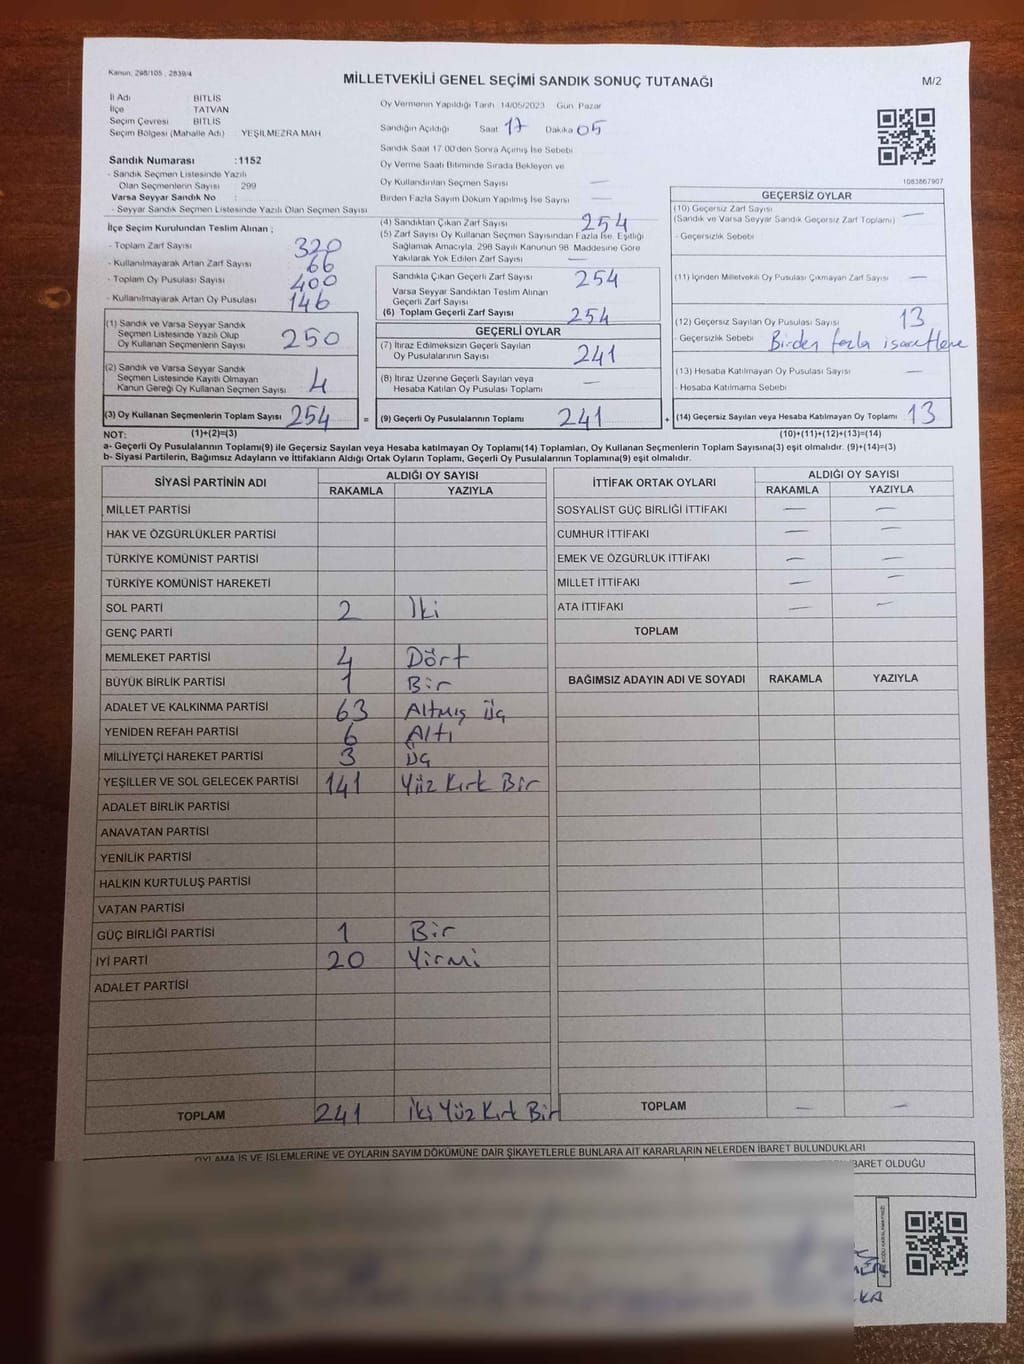 Kanun, 298/105 , 2839/4
MİLLETVEKİLİ GENEL SEÇİMİ SANDIK SONUÇ TUTANAĞI
M/2
İl Adı BİTLİS
İlçe TATVAN
Seçim Çevresi BİTLİS
Seçim Bölgesi (Mahalle Adı) YEŞİLMEZRA MAH
Sandık Numarası :1152
- Sandık Seçmen Listesinde Yazılı
Olan Seçmenlerin Sayısı : 299
Varsa Seyyar Sandık No :
- Seyyar Sandık Seçmen Listesinde Yazılı Olan Seçmen Sayısı
Oy Vermenin Yapıldığı Tarih 14/05/2023 Gün Pazar
Sandığın Açıldığı Saat 17 Dakika 05
Sandık Saat 17 00'den Sonra Açımış İse Sebebi
Oy Verme Saati Bitiminde Sırada Bekleyen ve
Oy Kullandırılan Seçmen Sayısı —
Birden Fazla Sayım Döküm Yapılmış İse Sayısı —
1083867907
İlçe Seçim Kurulundan Teslim Alınan ;
- Toplam Zarf Sayısı 320
- Kullanılmayarak Artan Zarf Sayısı 66
- Toplam Oy Pusulası 400
- Kullanılmayarak Artan Oy Pusulası 146
(1) Sandık ve Varsa Seyyar Sandık
Seçmen Listesinde Yazılı Olup
Oy Kullanan Seçmenlerin Sayısı 250
(2) Sandık ve Varsa Seyyar Sandık
Seçmen Listesinde Kayıtlı Olmayan
Kanun Gereği Oy Kullanan Seçmen Sayısı 4
(3) Oy Kullanan Seçmenlerin Toplam Sayısı 254 =
(4) Sandıktan Çıkan Zarf Sayısı 254
(5) Zarf Sayısı Oy Kullanan Seçmen Sayısından Fazla İse, Eşitliği
Sağlamak Amacıyla, 298 Sayılı Kanunun 98. Maddesine Göre
Yakılarak Yok Edilen Zarf Sayısı —
Sandıkta Çıkan Geçerli Zarf Sayısı 254
Varsa Seyyar Sandıktan Teslim Alınan
Geçerli Zarf Sayısı
(6) Toplam Geçerli Zarf Sayısı 254
GEÇERLİ OYLAR
(7) İtiraz Edilmeksizin Geçerli Sayılan
Oy Pusulalarının Sayısı 241
(8) İtiraz Üzerine Geçerli Sayılan veya
Hesaba Katılan Oy Pusulası Toplamı —
(9) Geçerli Oy Pusulalarının Toplamı 241 +
GEÇERSİZ OYLAR
(10) Geçersiz Zarf Sayısı —
(Sandık ve Varsa Seyyar Sandık Geçersiz Zarf Toplamı)
- Geçersizlik Sebebi
(11) İçinden Milletvekili Oy Pusulası Çıkmayan Zarf Sayısı —
(12) Geçersiz Sayılan Oy Pusulası Sayısı 13
- Geçersizlik Sebebi Birden fazla isaretleme
(13) Hesaba Katılmayan Oy Pusulası Sayısı —
- Hesaba Katılmama Sebebi
(14) Geçersiz Sayılan veya Hesaba Katılmayan Oy Toplamı 13
NOT: (1)+(2)=(3) (10)+(11)+(12)+(13)=(14)
a- Geçerli Oy Pusulalarının Toplamı(9) ile Geçersiz Sayılan veya Hesaba katılmayan Oy Toplamı(14) Toplamları, Oy Kullanan Seçmenlerin Toplam Sayısına(3) eşit olmalıdır. (9)+(14)=(3)
b- Siyasi Partilerin, Bağımsız Adayların ve İttifakların Aldığı Ortak Oyların Toplamı, Geçerli Oy Pusulalarının Toplamına(9) eşit olmalıdır.
SİYASİ PARTİNİN ADI ALDIĞI OY SAYISI
RAKAMLA YAZIYLA
MİLLET PARTİSİ
HAK VE ÖZGÜRLÜKLER PARTİSİ
TÜRKİYE KOMÜNİST PARTİSİ
TÜRKİYE KOMÜNİST HAREKETİ
SOL PARTİ 2 İki
GENÇ PARTİ
MEMLEKET PARTİSİ 4 Dört
BÜYÜK BİRLİK PARTİSİ 1 Bir
ADALET VE KALKINMA PARTİSİ 63 Altmış üç
YENİDEN REFAH PARTİSİ 6 Altı
MİLLİYETÇİ HAREKET PARTİSİ 3 üç
YEŞİLLER VE SOL GELECEK PARTİSİ 141 Yüz Kırk Bir
ADALET BİRLİK PARTİSİ
ANAVATAN PARTİSİ
YENİLİK PARTİSİ
HALKIN KURTULUŞ PARTİSİ
VATAN PARTİSİ
GÜÇ BİRLİĞİ PARTİSİ 1 Bir
İYİ PARTİ 20 Yirmi
ADALET PARTİSİ
TOPLAM 241 İki Yüz Kırk Bir
İTTİFAK ORTAK OYLARI ALDIĞI OY SAYISI
RAKAMLA YAZIYLA
SOSYALİST GÜÇ BİRLİĞİ İTTİFAKI — —
CUMHUR İTTİFAKI — —
EMEK VE ÖZGÜRLÜK İTTİFAKI — —
MİLLET İTTİFAKI — —
ATA İTTİFAKI — —
TOPLAM
BAĞIMSIZ ADAYIN ADI VE SOYADI RAKAMLA YAZIYLA
TOPLAM — —
OYLAMA İŞ VE İŞLEMLERİNE VE OYLARIN SAYIM DÖKÜMÜNE DAİR ŞİKAYETLERLE BUNLARA AİT KARARLARIN NELERDEN İBARET BULUNDUKLARI
BARET OLDUĞU